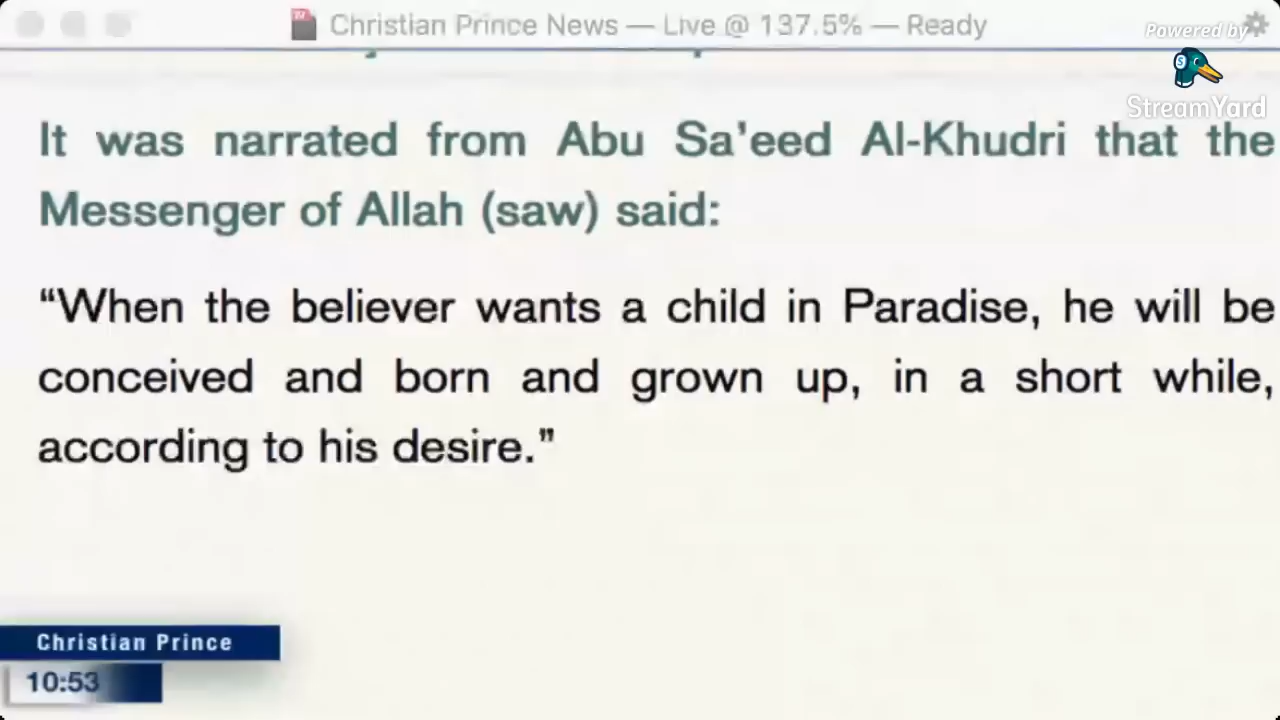 Christian Prince News — Live @ 137.5% — Ready
Powered by
StreamYard
It was narrated from Abu Sa'eed Al-Khudri that the
Messenger of Allah (saw) said:
“When the believer wants a child in Paradise, he will be
conceived and born and grown up, in a short while,
according to his desire.”
Christian Prince
10:53